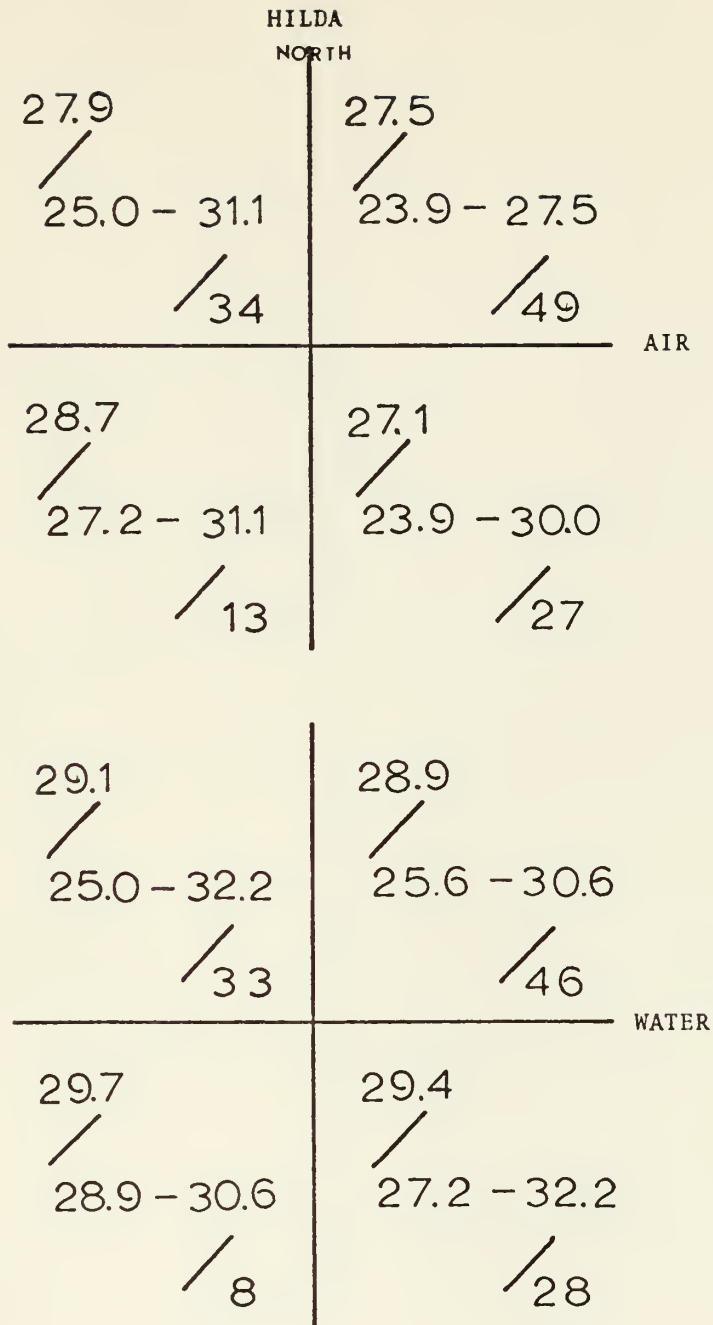 HILDA
NORTH
27.9 27.5
25.0 – 31.1 23.9 – 27.5
34 49
AIR
28.7 27.1
27.2 – 31.1 23.9 – 30.0
13 27
29.1 28.9
25.0 – 32.2 25.6 – 30.6
33 46
WATER
29.7 29.4
28.9 – 30.6 27.2 – 32.2
8 28